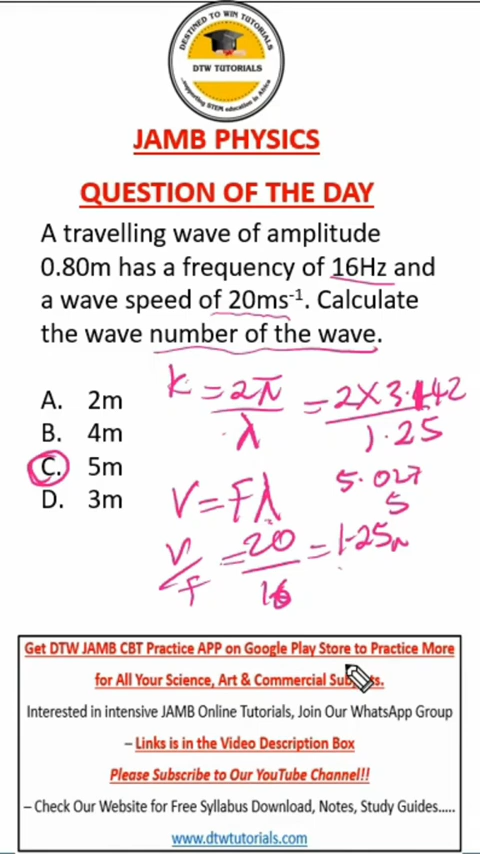 DESTINED TO WIN TUTORIALS
DTW TUTORIALS
...supporting STEM education in Africa
JAMB PHYSICS
QUESTION OF THE DAY
A travelling wave of amplitude
0.80m has a frequency of 16Hz and
a wave speed of 20ms⁻¹. Calculate
the wave number of the wave.
A. 2m
B. 4m
C. 5m
D. 3m
K = 2π/λ = 2×3.142/1.25
5.027
5
V = Fλ
V/F = 20/16 = 1.25m
Get DTW JAMB CBT Practice APP on Google Play Store to Practice More
for All Your Science, Art & Commercial Subjects.
Interested in intensive JAMB Online Tutorials, Join Our WhatsApp Group
– Links is in the Video Description Box
Please Subscribe to Our YouTube Channel!!
– Check Our Website for Free Syllabus Download, Notes, Study Guides.....
www.dtwtutorials.com